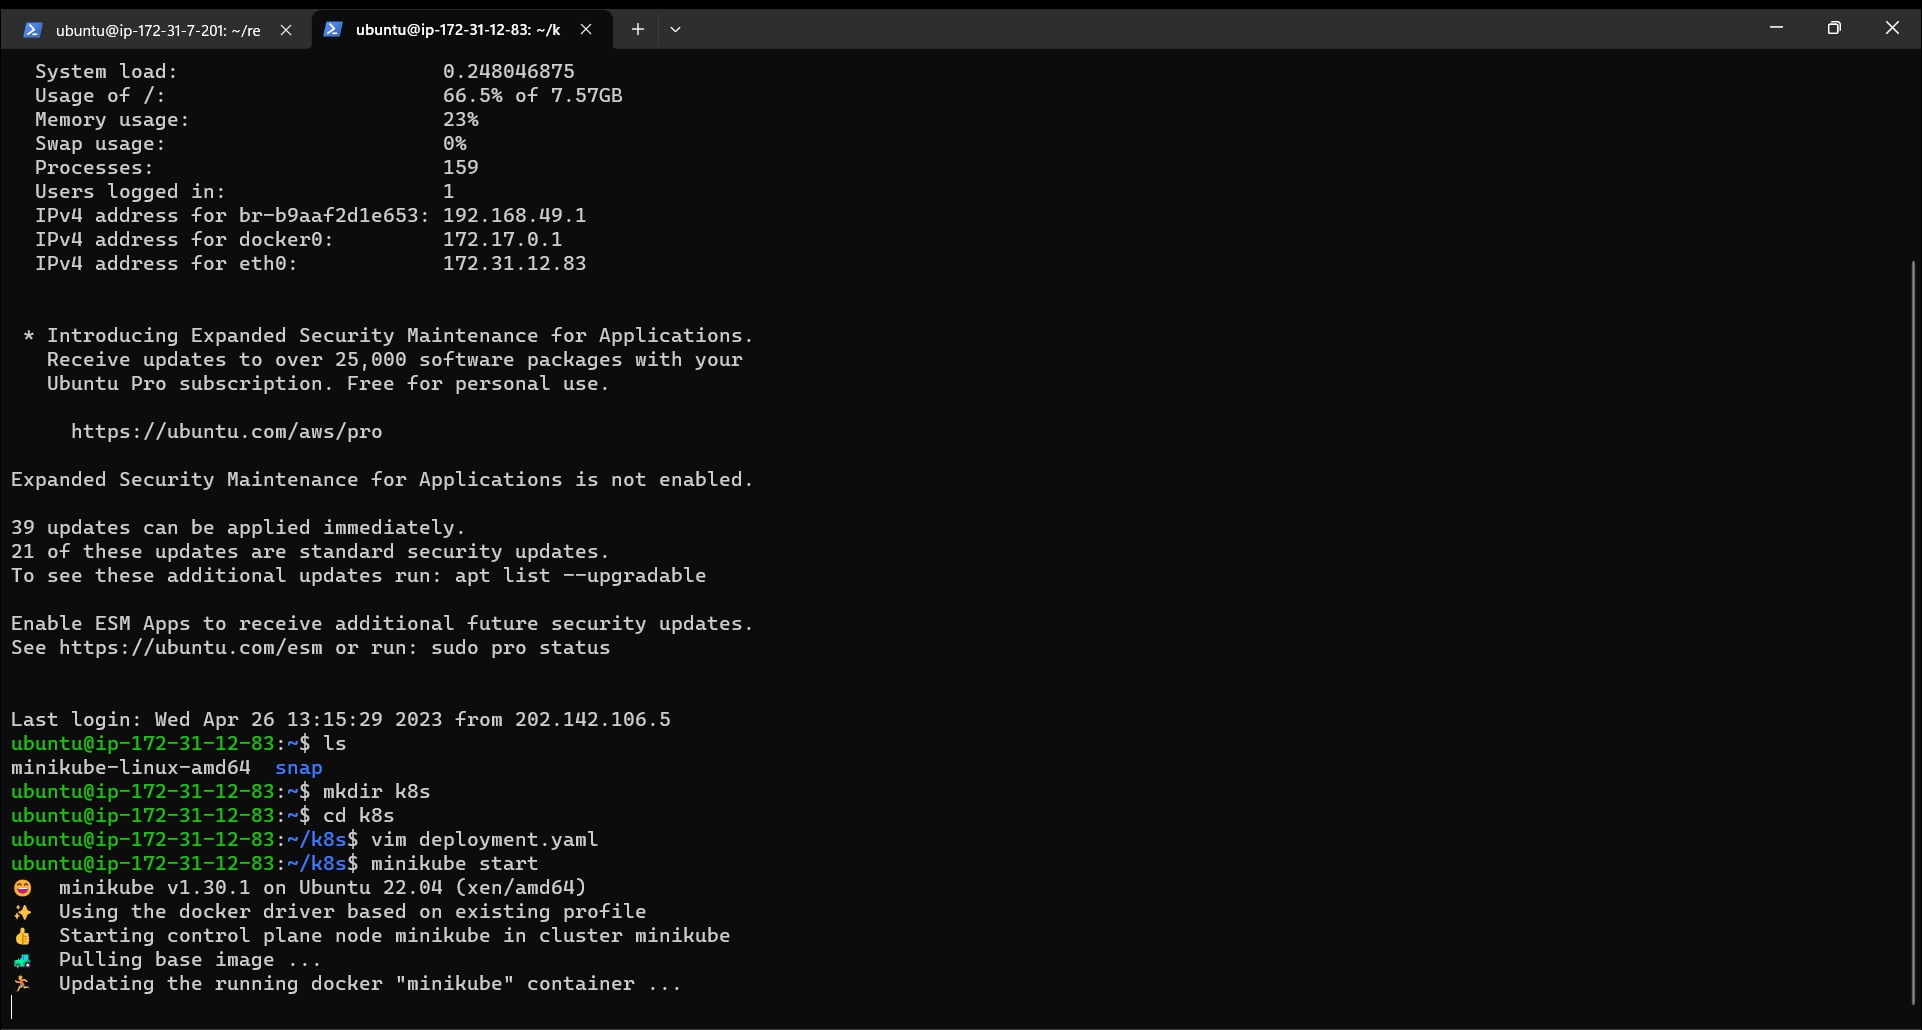 ubuntu@ip-172-31-7-201: ~/re
ubuntu@ip-172-31-12-83: ~/k
System load: 0.248046875
Usage of /: 66.5% of 7.57GB
Memory usage: 23%
Swap usage: 0%
Processes: 159
Users logged in: 1
IPv4 address for br-b9aaf2d1e653: 192.168.49.1
IPv4 address for docker0: 172.17.0.1
IPv4 address for eth0: 172.31.12.83
* Introducing Expanded Security Maintenance for Applications.
Receive updates to over 25,000 software packages with your
Ubuntu Pro subscription. Free for personal use.
https://ubuntu.com/aws/pro
Expanded Security Maintenance for Applications is not enabled.
39 updates can be applied immediately.
21 of these updates are standard security updates.
To see these additional updates run: apt list --upgradable
Enable ESM Apps to receive additional future security updates.
See https://ubuntu.com/esm or run: sudo pro status
Last login: Wed Apr 26 13:15:29 2023 from 202.142.106.5
ubuntu@ip-172-31-12-83:~$ ls
minikube-linux-amd64  snap
ubuntu@ip-172-31-12-83:~$ mkdir k8s
ubuntu@ip-172-31-12-83:~$ cd k8s
ubuntu@ip-172-31-12-83:~/k8s$ vim deployment.yaml
ubuntu@ip-172-31-12-83:~/k8s$ minikube start
😄 minikube v1.30.1 on Ubuntu 22.04 (xen/amd64)
✨ Using the docker driver based on existing profile
👍 Starting control plane node minikube in cluster minikube
🚜 Pulling base image ...
🏃 Updating the running docker "minikube" container ...